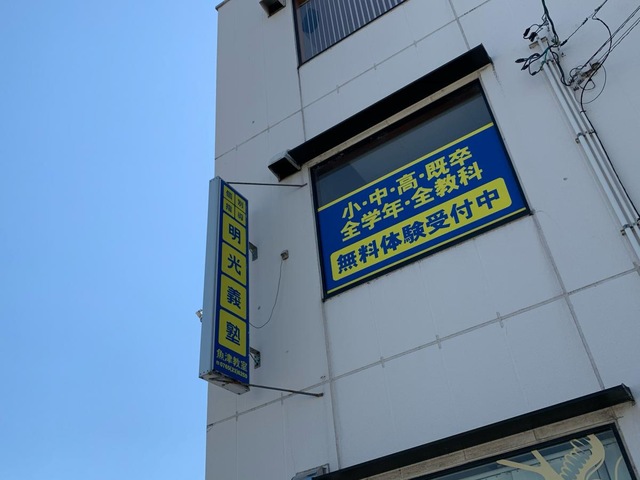 個別
指導
明光義塾
魚津教室
小・中・高・既卒
全学年・全教科
無料体験受付中